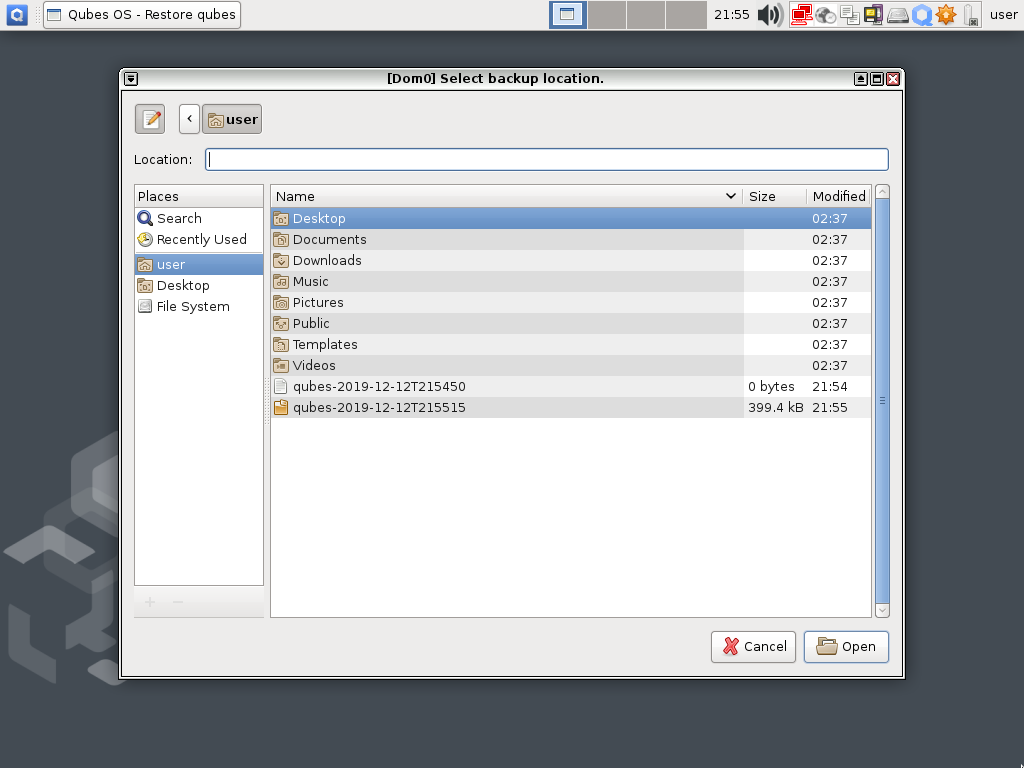 Qubes OS - Restore qubes 21:55 user
[Dom0] Select backup location.
user
Location:
Places
Search
Recently Used
user
Desktop
File System
Name Size Modified
Desktop 02:37
Documents 02:37
Downloads 02:37
Music 02:37
Pictures 02:37
Public 02:37
Templates 02:37
Videos 02:37
qubes-2019-12-12T215450 0 bytes 21:54
qubes-2019-12-12T215515 399.4 kB 21:55
Cancel Open